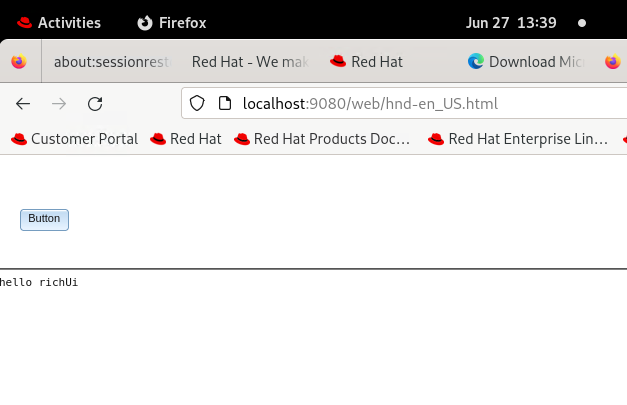 Activities Firefox Jun 27 13:39
about:sessionrest Red Hat - We mak Red Hat Download Mic
localhost:9080/web/hnd-en_US.html
Customer Portal Red Hat Red Hat Products Doc… Red Hat Enterprise Lin…
Button
hello richUi